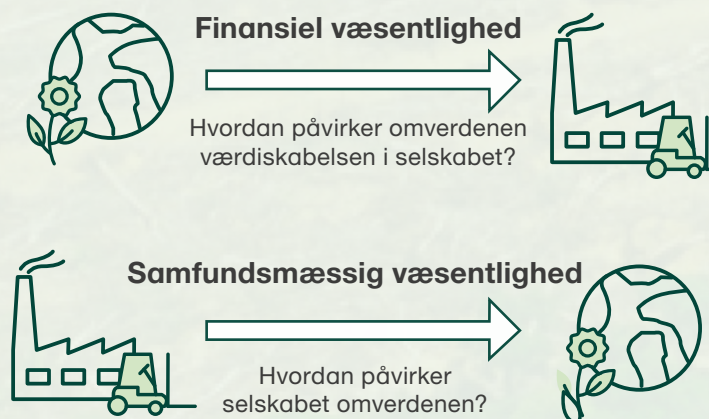 Finansiel væsentlighed
Hvordan påvirker omverdenen
værdiskabelsen i selskabet?
Samfundsmæssig væsentlighed
Hvordan påvirker
selskabet omverdenen?